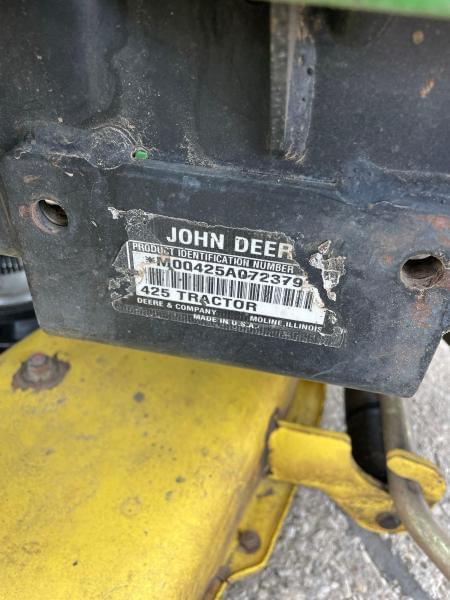 JOHN DEER
PRODUCT IDENTIFICATION NUMBER
*M00425A072379
425 TRACTOR
DEERE & COMPANY MOLINE, ILLINOIS
MADE IN U.S.A.